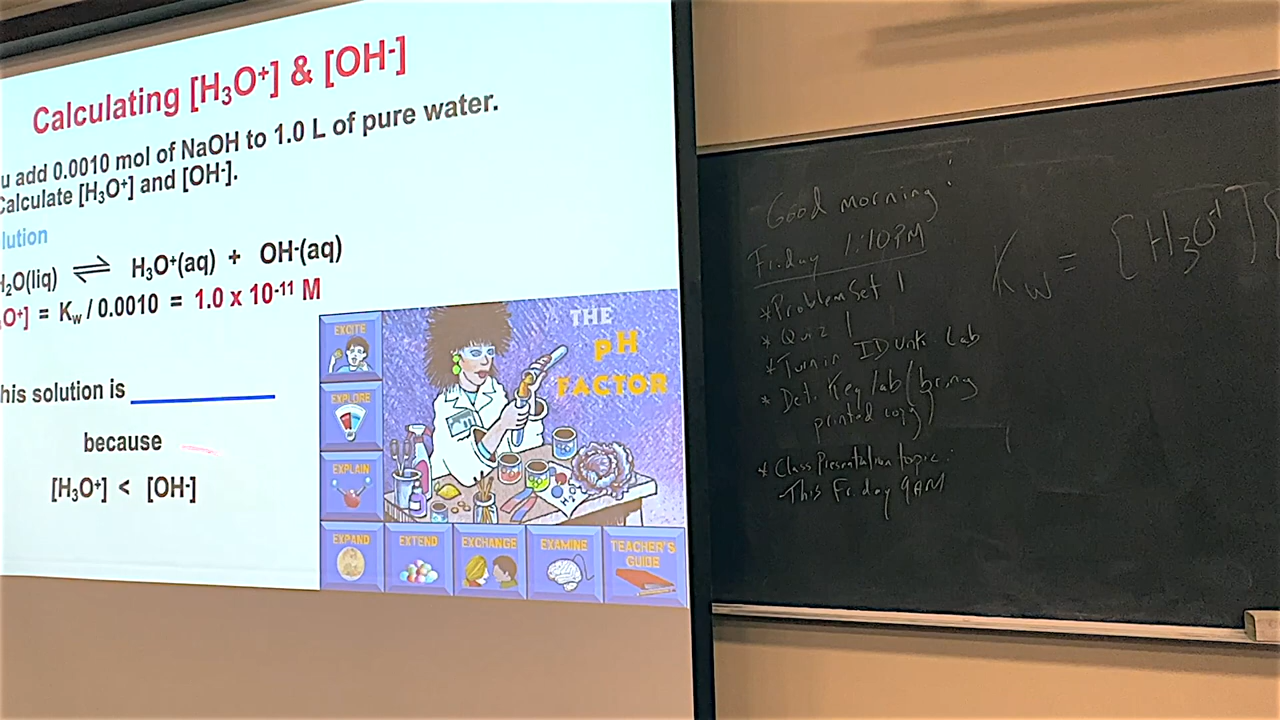 Calculating [H₃O⁺] & [OH⁻]
u add 0.0010 mol of NaOH to 1.0 L of pure water.
Calculate [H₃O⁺] and [OH⁻].
lution
H₂O(liq) ⇌ H₃O⁺(aq) + OH⁻(aq)
O⁺] = Kw / 0.0010 = 1.0 x 10⁻¹¹ M
his solution is
because
[H₃O⁺] < [OH⁻]
THE
pH
FACTOR
EXCITE
EXPLORE
EXPLAIN
EXPAND
EXTEND
EXCHANGE
EXAMINE
TEACHER'S
GUIDE
H₂O
Good morning!
Friday 1:10PM
*Problem Set 1
* Quiz 1
*Turn in ID Unk. Lab
* Det. Keq lab (bring
printed copy)
* Class Presentation topic:
This Friday 9AM
Kw = [H₃O⁺][